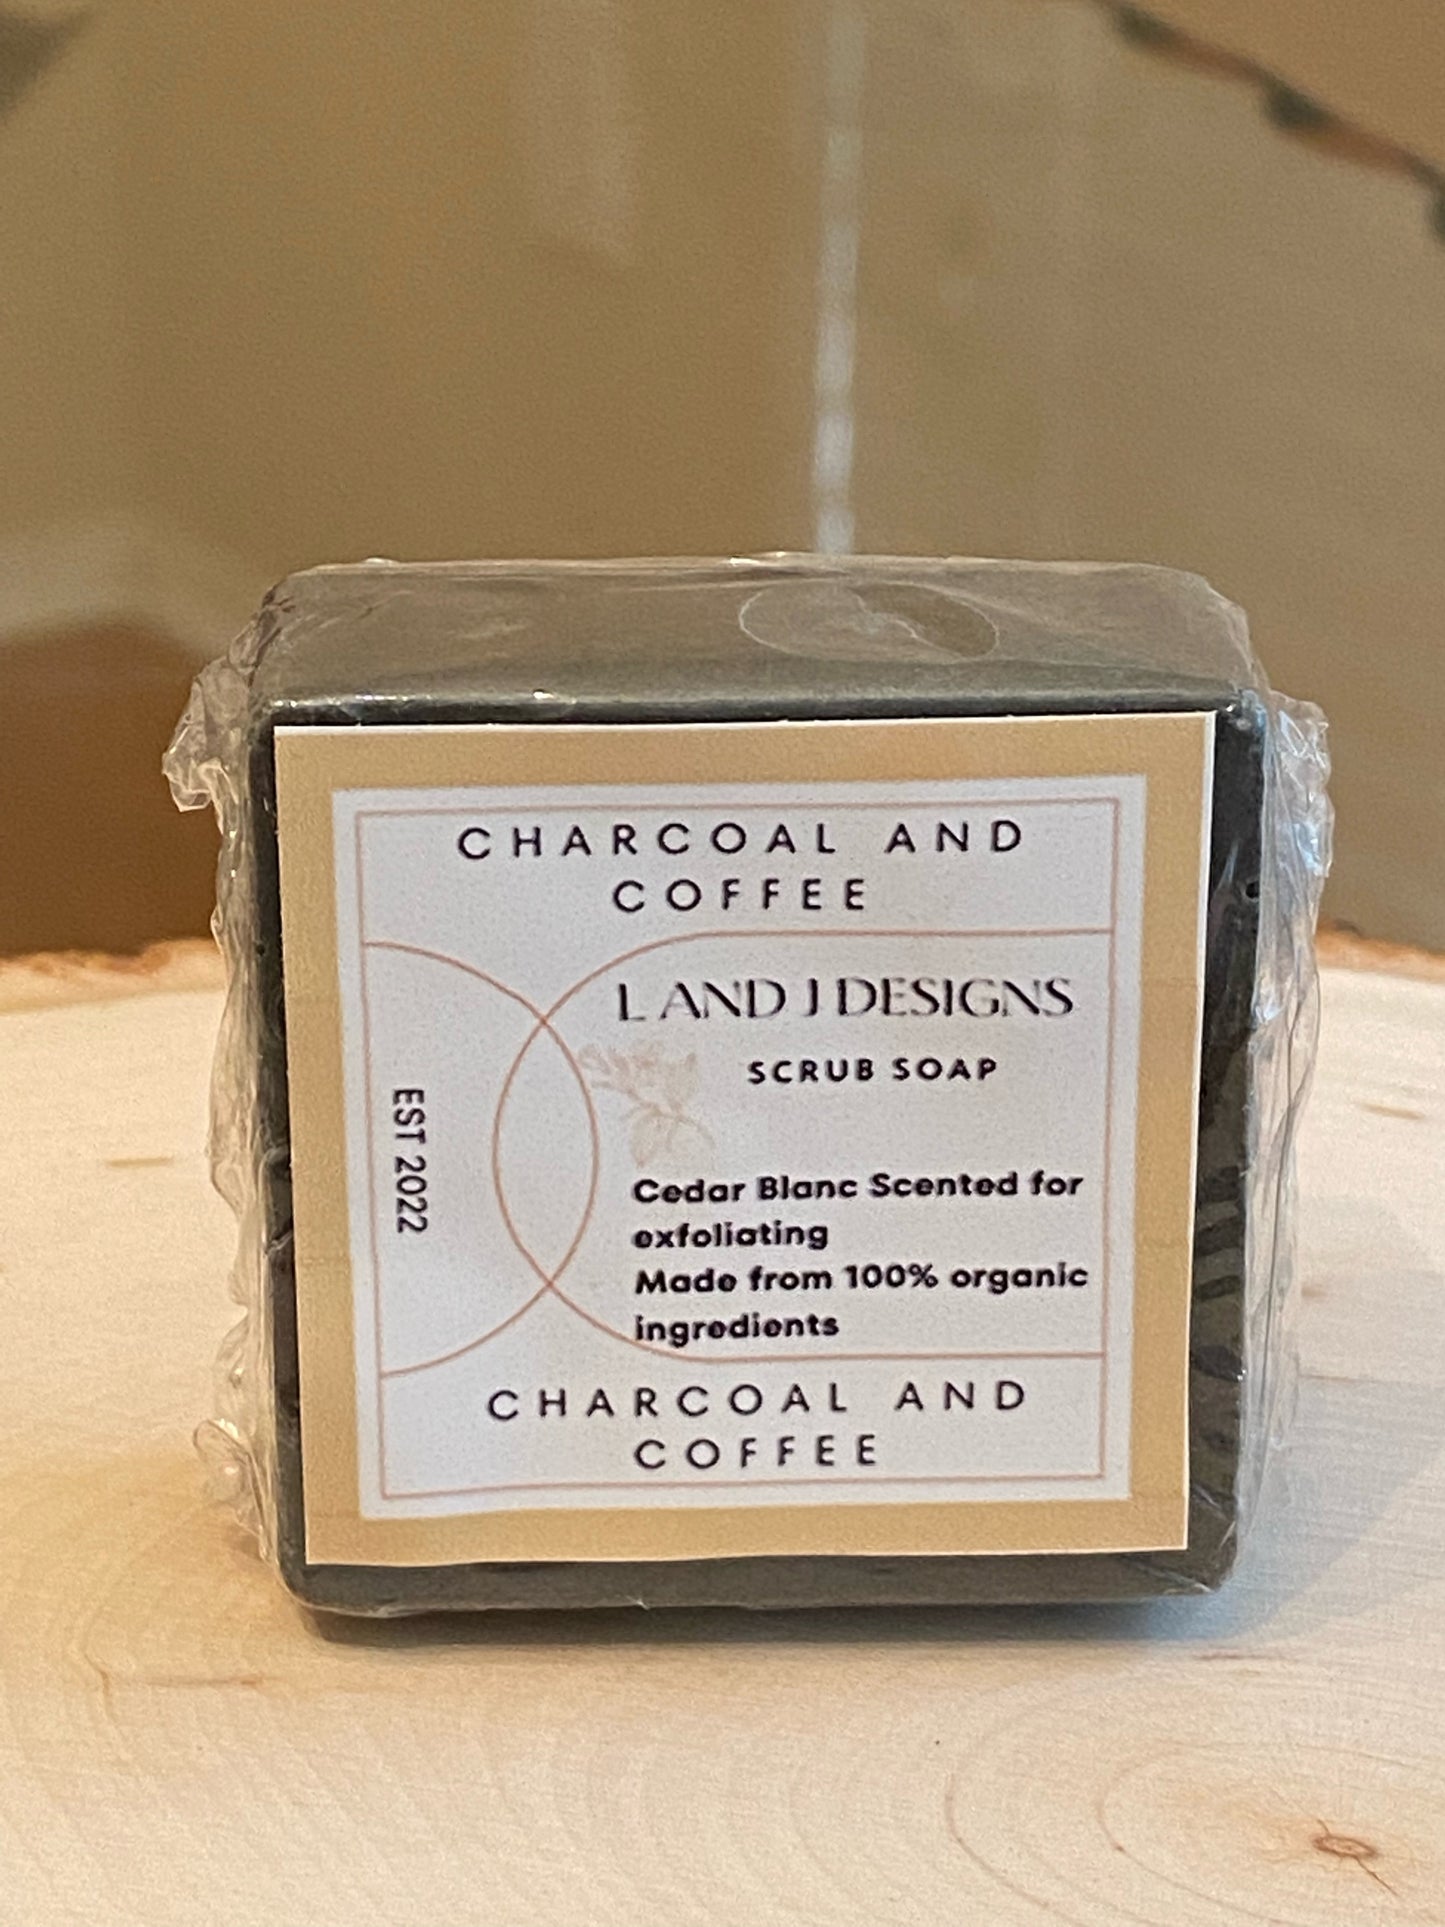 CHARCOAL AND
COFFEE
L AND J DESIGNS
SCRUB SOAP
EST 2022
Cedar Blanc Scented for
exfoliating
Made from 100% organic
ingredients
CHARCOAL AND
COFFEE